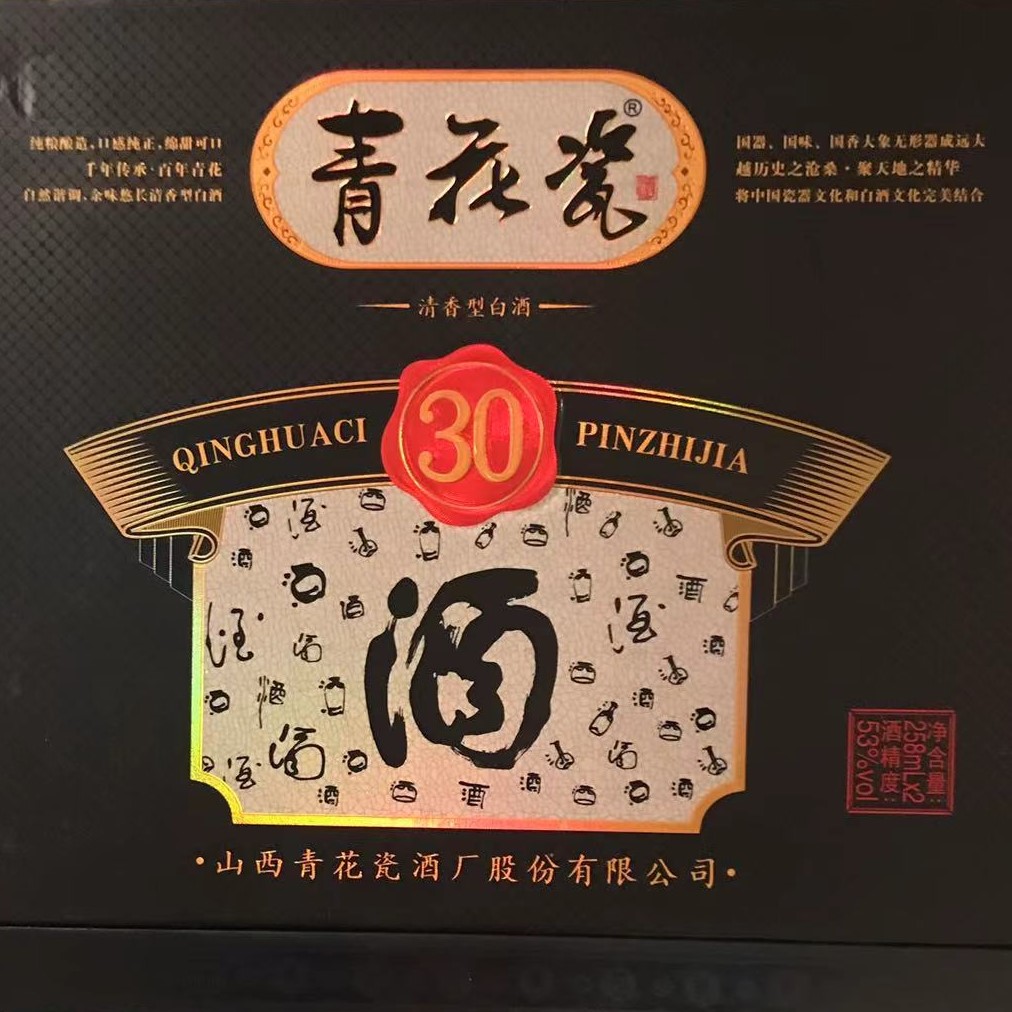 青花瓷®
纯粮酿造，口感纯正，绵甜可口
千年传承·百年青花
自然谐调、余味悠长清香型白酒
国器、国味、国香大象无形器成远大
越历史之沧桑·聚天地之精华
将中国瓷器文化和白酒文化完美结合
清香型白酒
QINGHUACI 30 PINZHIJIA
酒
净含量:
258mLx2
酒精度:
53%vol
·山西青花瓷酒厂股份有限公司·